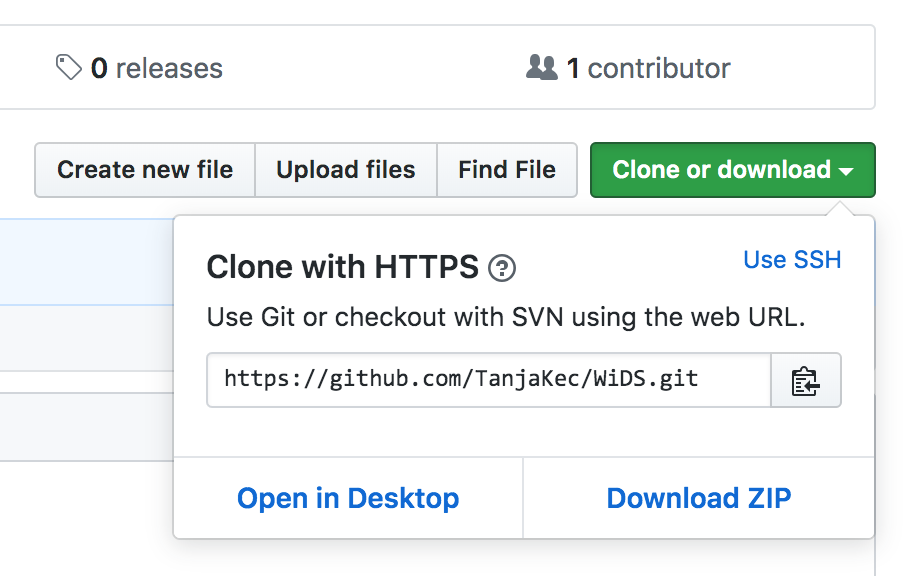 0 releases
1 contributor
Create new file
Upload files
Find File
Clone or download
Clone with HTTPS
Use SSH
Use Git or checkout with SVN using the web URL.
https://github.com/TanjaKec/WiDS.git
Open in Desktop
Download ZIP